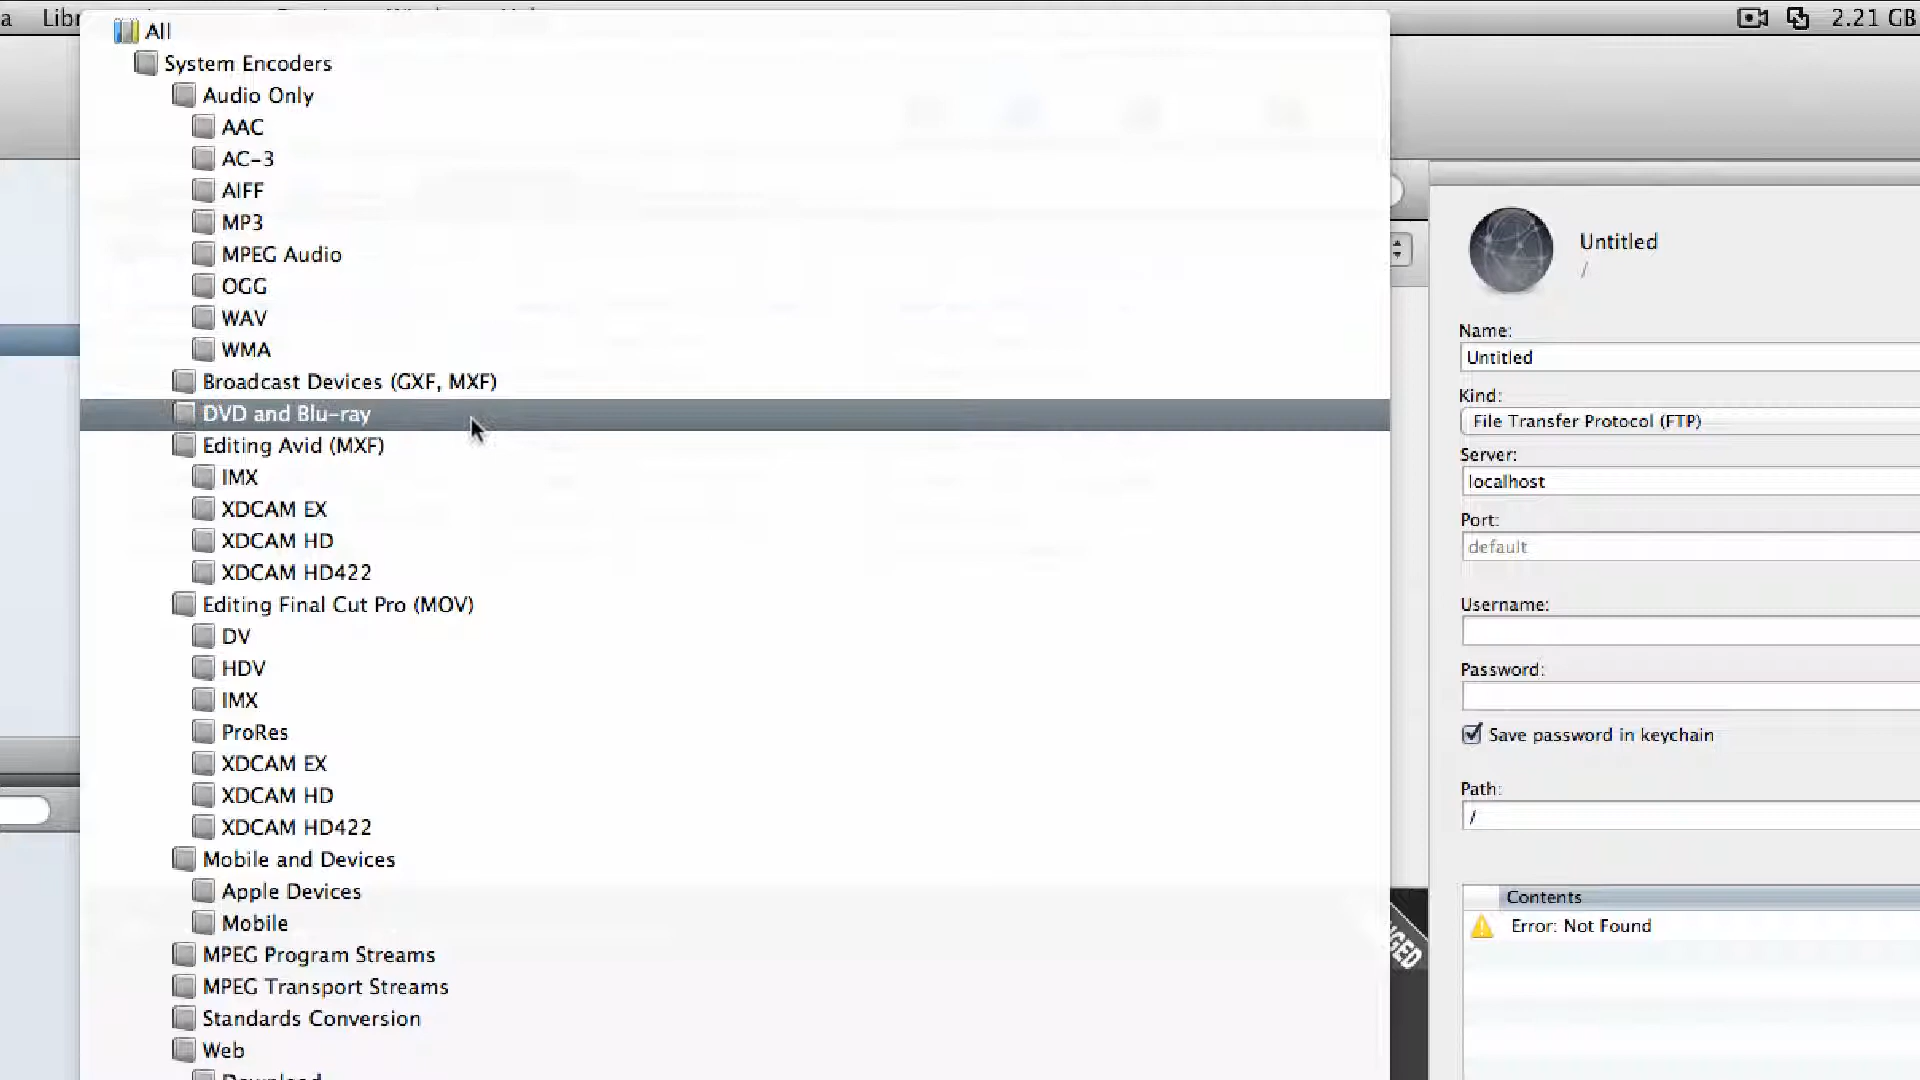 2.21 GB
All
System Encoders
Audio Only
AAC
AC-3
AIFF
MP3
MPEG Audio
OGG
WAV
WMA
Broadcast Devices (GXF, MXF)
DVD and Blu-ray
Editing Avid (MXF)
IMX
XDCAM EX
XDCAM HD
XDCAM HD422
Editing Final Cut Pro (MOV)
DV
HDV
IMX
ProRes
XDCAM EX
XDCAM HD
XDCAM HD422
Mobile and Devices
Apple Devices
Mobile
MPEG Program Streams
MPEG Transport Streams
Standards Conversion
Web
Untitled
/
Name:
Untitled
Kind:
File Transfer Protocol (FTP)
Server:
localhost
Port:
default
Username:
Password:
Save password in keychain
Path:
/
Contents
Error: Not Found